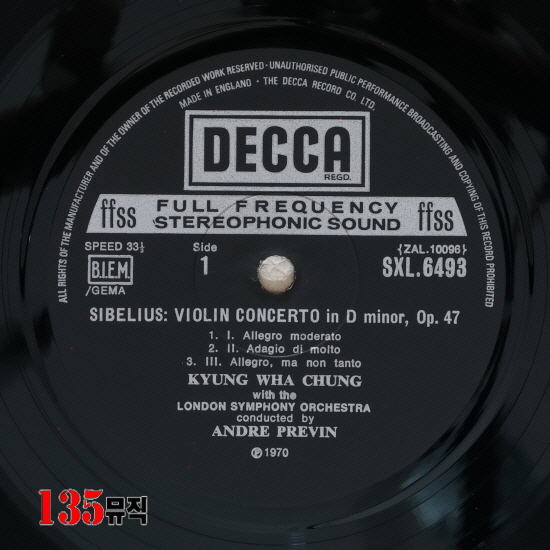 ALL RIGHTS OF THE MANUFACTURER AND OF THE OWNER OF THE RECORDED WORK RESERVED · UNAUTHORISED PUBLIC PERFORMANCE, BROADCASTING AND COPYING OF THIS RECORD PROHIBITED
MADE IN ENGLAND · THE DECCA RECORD CO. LTD.
DECCA
REGD.
ffss FULL FREQUENCY STEREOPHONIC SOUND ffss
SPEED 33⅓ Side 1 {ZAL.10096}
B.I.E.M. SXL.6493
/GEMA
SIBELIUS: VIOLIN CONCERTO in D minor, Op. 47
1. I. Allegro moderato
2. II. Adagio di molto
3. III. Allegro, ma non tanto
KYUNG WHA CHUNG
with the
LONDON SYMPHONY ORCHESTRA
conducted by
ANDRE PREVIN
Ⓟ 1970
135뮤직